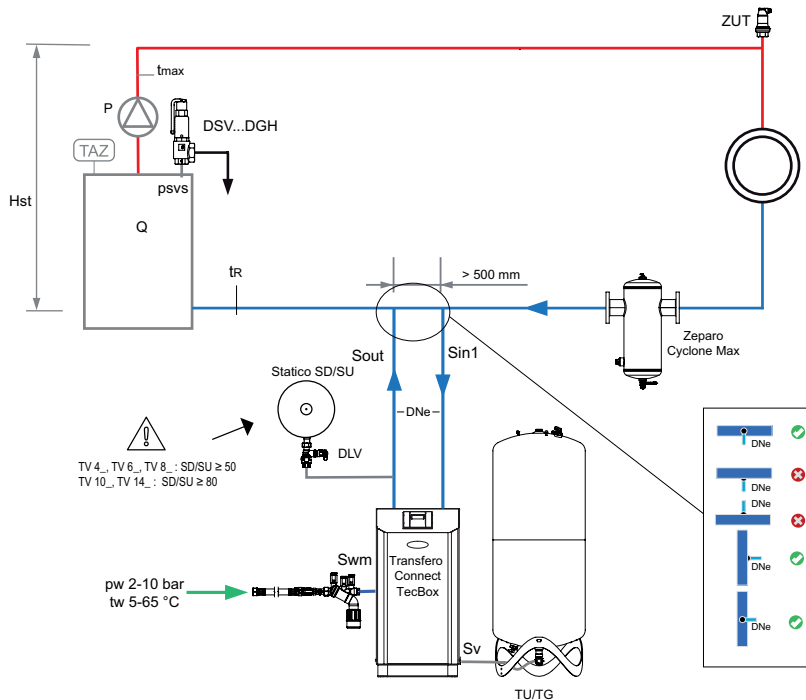 ZUT
tmax
P
DSV...DGH
TAZ
psvs
Hst
Q
tR
> 500 mm
Zeparo
Cyclone Max
Sout
Sin1
Statico SD/SU
DNe
DLV
TV 4_, TV 6_, TV 8_ : SD/SU ≥ 50
TV 10_, TV 14_ : SD/SU ≥ 80
DNe
DNe
DNe
DNe
DNe
Swm
Transfero
Connect
TecBox
pw 2-10 bar
tw 5-65 °C
Sv
TU/TG